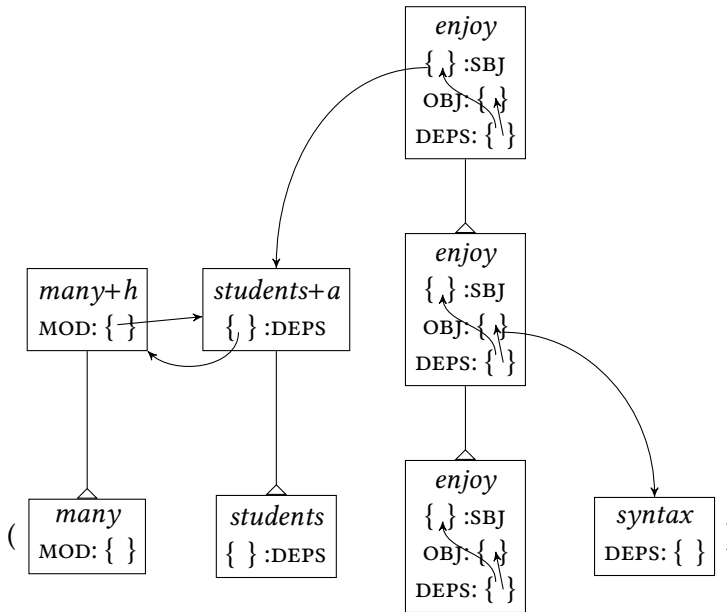 enjoy
{ } :SBJ
OBJ: { }
DEPS: { }
enjoy
{ } :SBJ
OBJ: { }
DEPS: { }
many+h
MOD: { }
students+a
{ } :DEPS
enjoy
{ } :SBJ
OBJ: { }
DEPS: { }
(
many
MOD: { }
students
{ } :DEPS
syntax
DEPS: { }